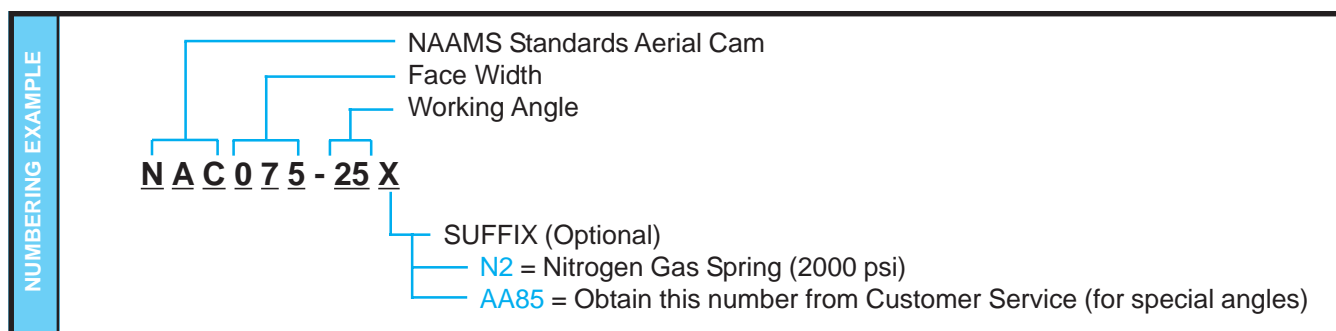 NUMBERING EXAMPLE
NAAMS Standards Aerial Cam
Face Width
Working Angle
N A C 0 7 5 - 25 X
SUFFIX (Optional)
N2 = Nitrogen Gas Spring (2000 psi)
AA85 = Obtain this number from Customer Service (for special angles)